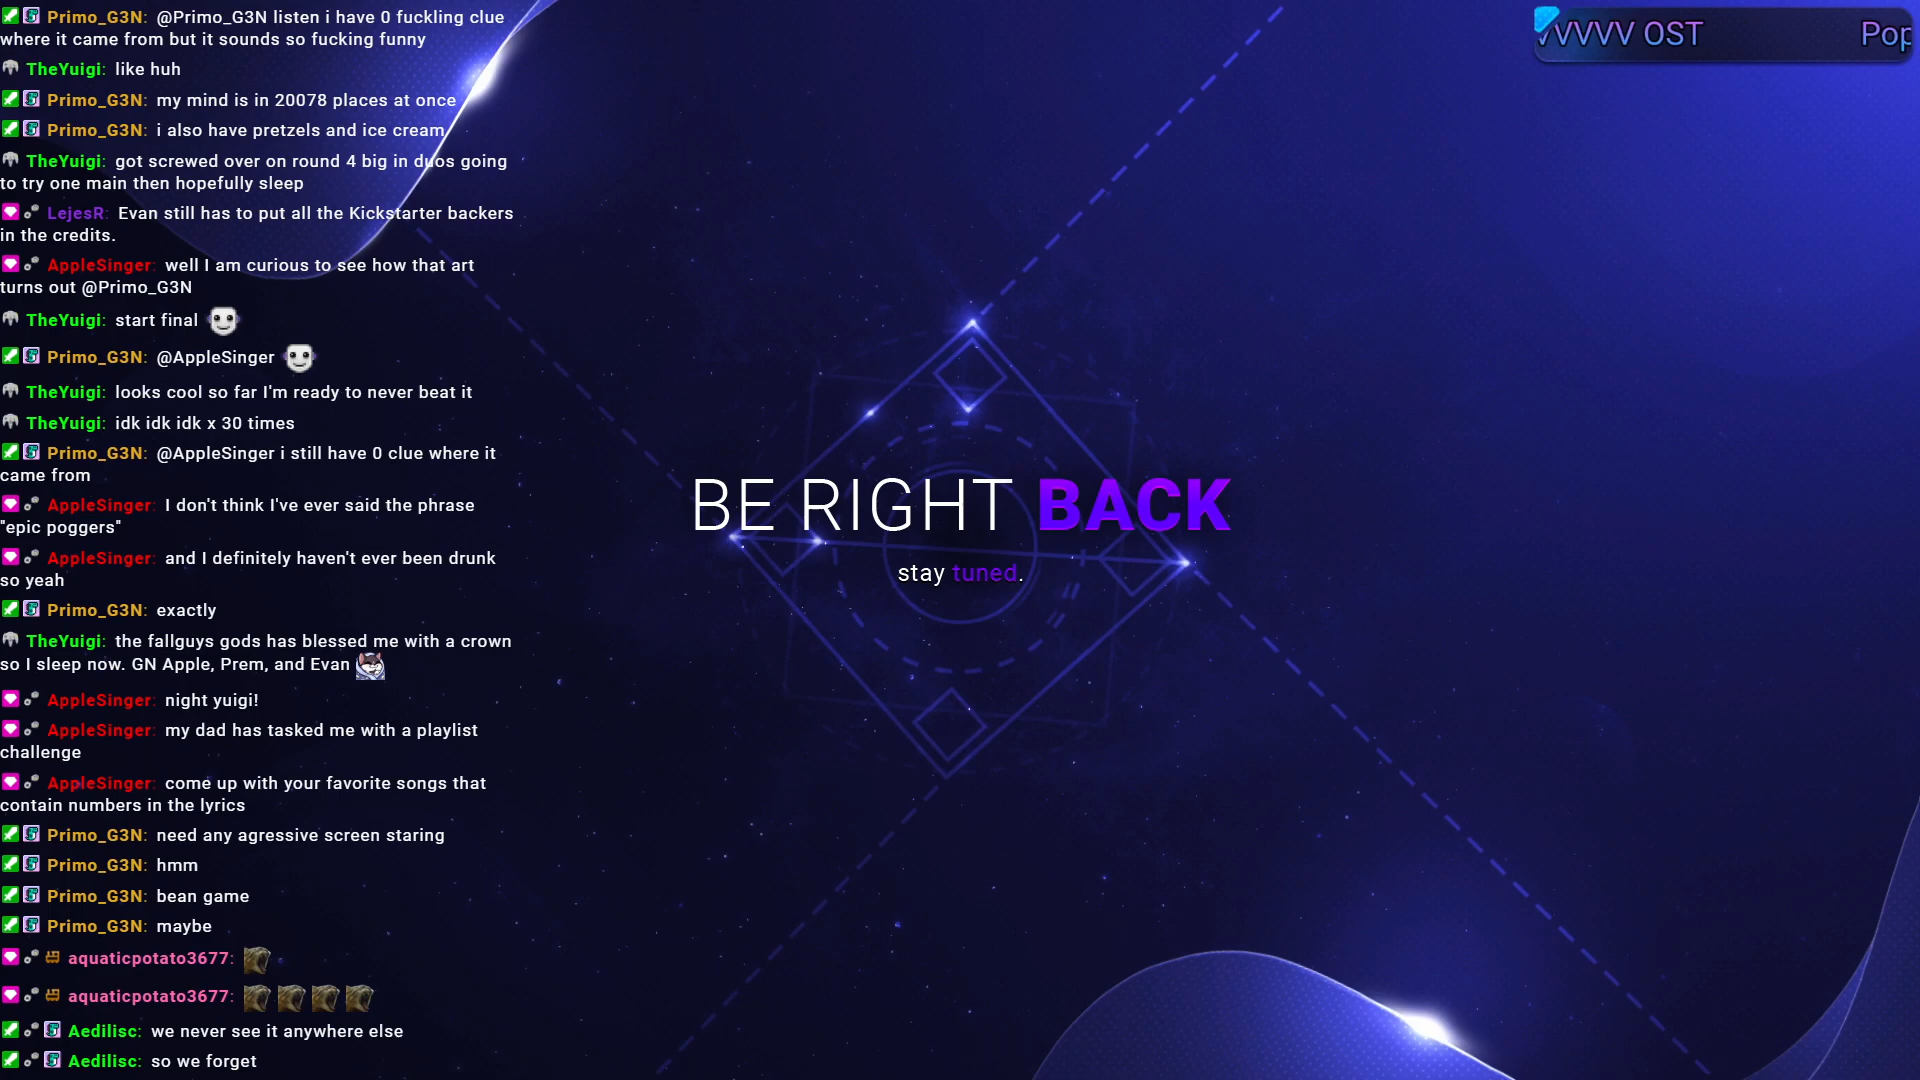 Primo_G3N: @Primo_G3N listen i have 0 fuckling clue
where it came from but it sounds so fucking funny
TheYuigi: like huh
Primo_G3N: my mind is in 20078 places at once
Primo_G3N: i also have pretzels and ice cream
TheYuigi: got screwed over on round 4 big in duos going
to try one main then hopefully sleep
LejesR: Evan still has to put all the Kickstarter backers
in the credits.
AppleSinger: well I am curious to see how that art
turns out @Primo_G3N
TheYuigi: start final
Primo_G3N: @AppleSinger
TheYuigi: looks cool so far I'm ready to never beat it
TheYuigi: idk idk idk x 30 times
Primo_G3N: @AppleSinger i still have 0 clue where it
came from
AppleSinger: I don't think I've ever said the phrase
"epic poggers"
AppleSinger: and I definitely haven't ever been drunk
so yeah
Primo_G3N: exactly
TheYuigi: the fallguys gods has blessed me with a crown
so I sleep now. GN Apple, Prem, and Evan
AppleSinger: night yuigi!
AppleSinger: my dad has tasked me with a playlist
challenge
AppleSinger: come up with your favorite songs that
contain numbers in the lyrics
Primo_G3N: need any agressive screen staring
Primo_G3N: hmm
Primo_G3N: bean game
Primo_G3N: maybe
aquaticpotato3677:
aquaticpotato3677:
Aedilisc: we never see it anywhere else
Aedilisc: so we forget
BE RIGHT BACK
stay tuned.
VVVVV OST Pop